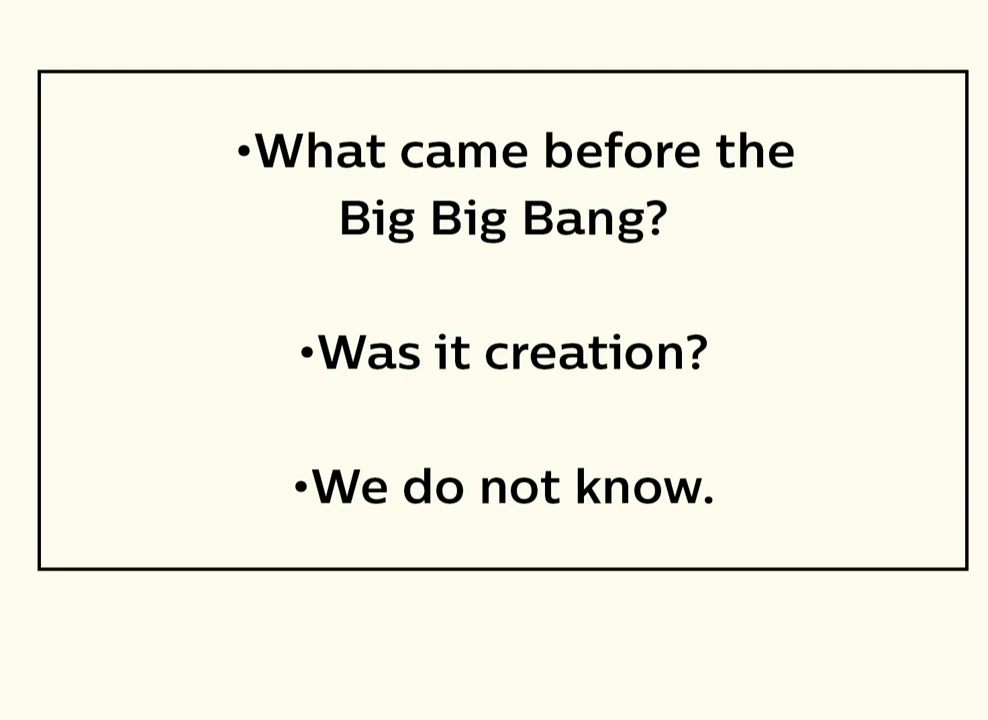 •What came before the
Big Big Bang?
•Was it creation?
•We do not know.